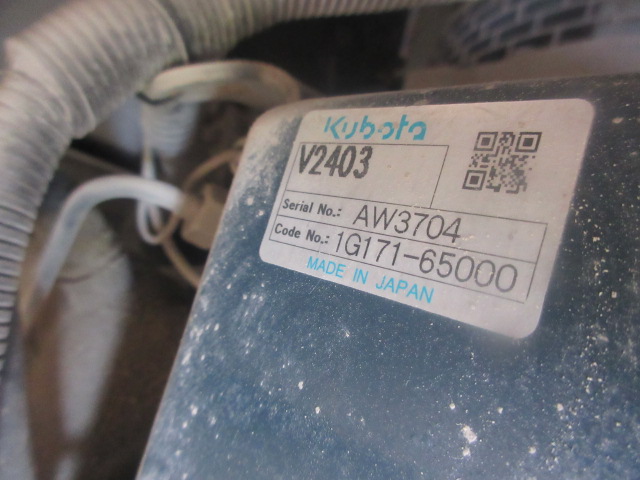 Kubota
V2403
Serial No.: AW3704
Code No.: 1G171-65000
MADE IN JAPAN